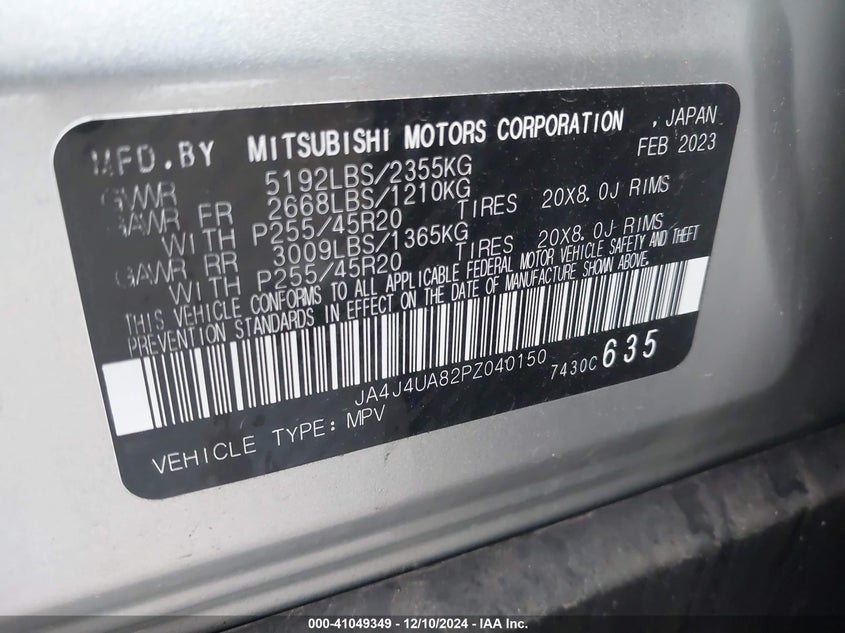 MFD.BY MITSUBISHI MOTORS CORPORATION , JAPAN
FEB 2023
GVWR 5192LBS/2355KG
GAWR FR 2668LBS/1210KG
WITH P255/45R20 TIRES 20X8.0J RIMS
GAWR RR 3009LBS/1365KG
WITH P255/45R20 TIRES 20X8.0J RIMS
THIS VEHICLE CONFORMS TO ALL APPLICABLE FEDERAL MOTOR VEHICLE SAFETY AND THEFT
PREVENTION STANDARDS IN EFFECT ON THE DATE OF MANUFACTURE SHOWN ABOVE.
JA4J4UA82PZ040150 7430C 635
VEHICLE TYPE: MPV
000-41049349 - 12/10/2024 - IAA Inc.